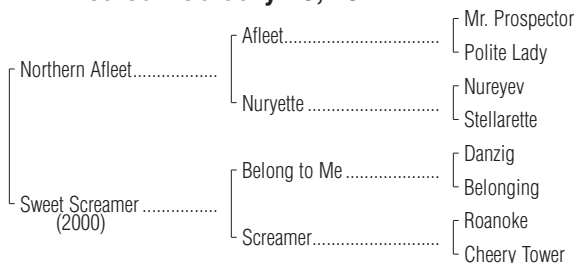 Mr. Prospector
Afleet
Polite Lady
Northern Afleet
Nureyev
Nuryette
Stellarette
Danzig
Belong to Me
Belonging
Sweet Screamer
(2000)
Roanoke
Screamer
Cheery Tower